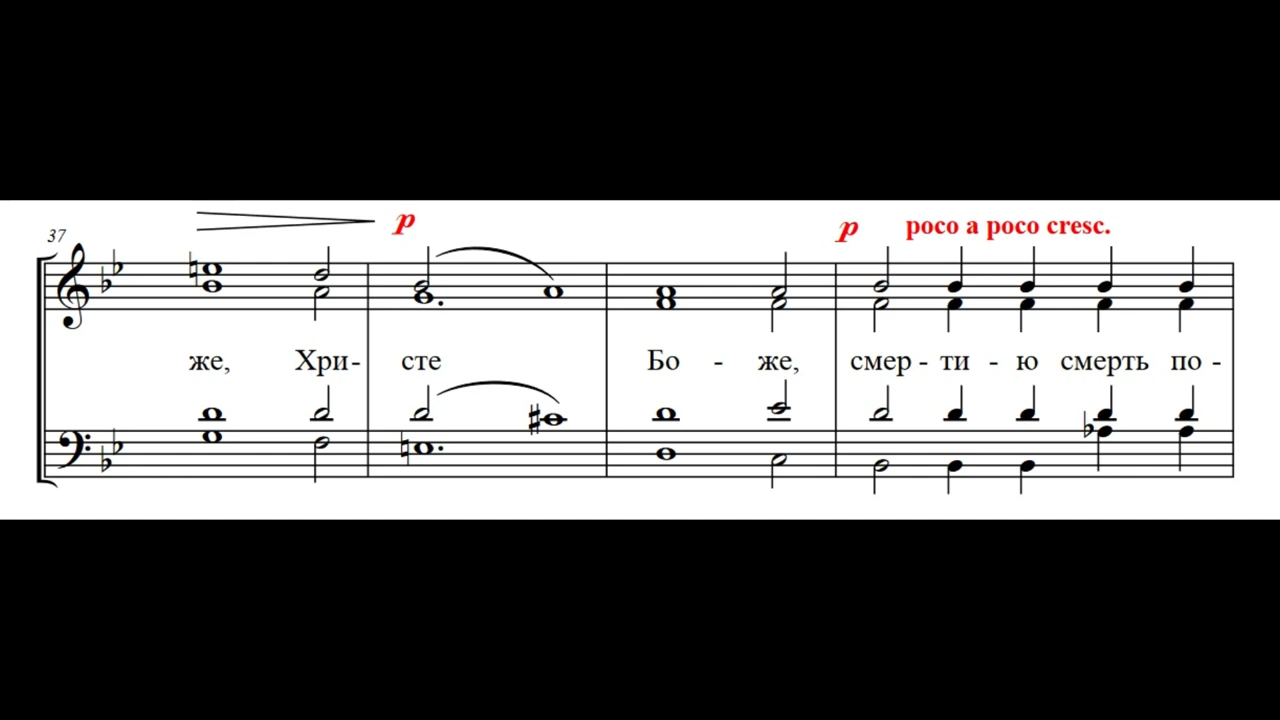 37
p
p poco a poco cresc.
же, Хри- сте Бо - же, смер - ти - ю смерть по -